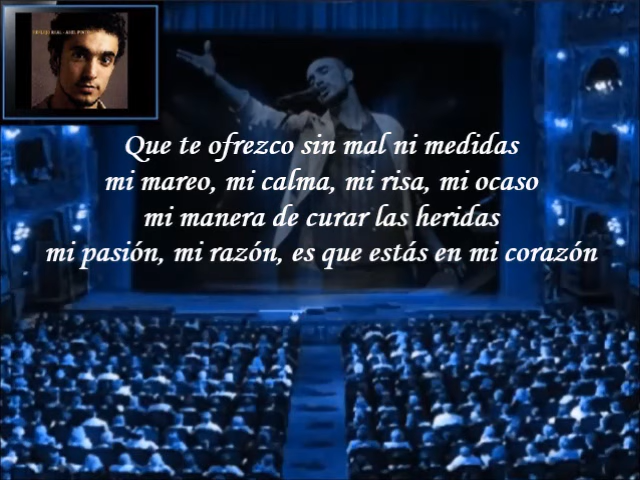 Que te ofrezco sin mal ni medidas
mi mareo, mi calma, mi risa, mi ocaso
mi manera de curar las heridas
mi pasión, mi razón, es que estás en mi corazón